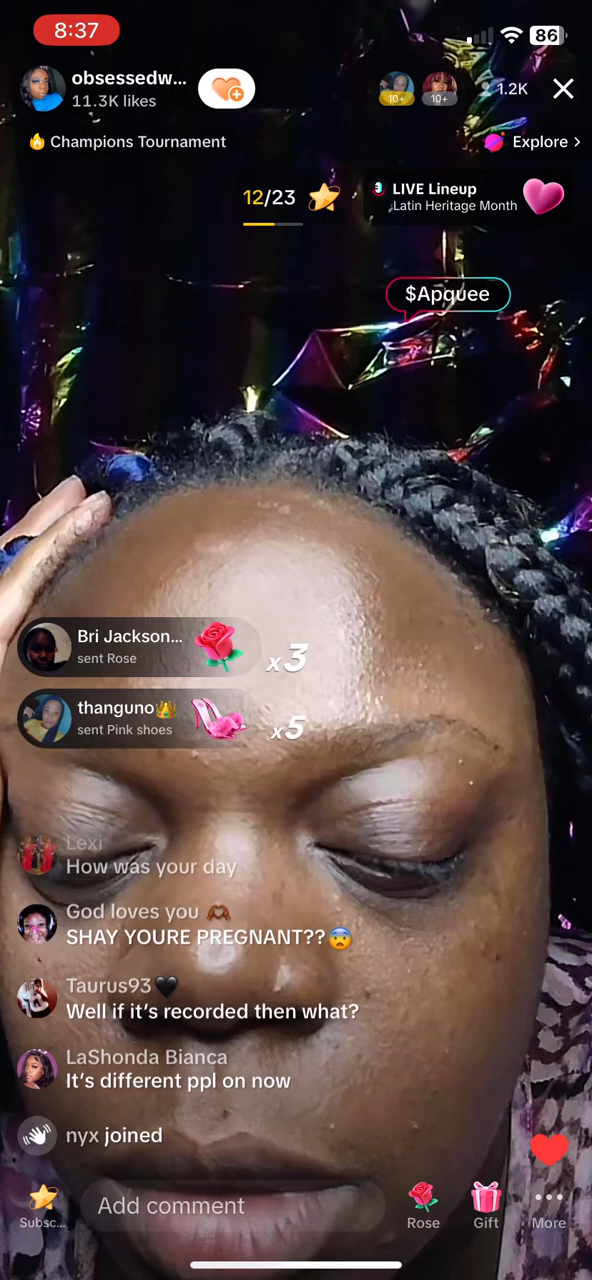 8:37
86
obsessedw...
11.3K likes
10+
10+
1.2K
Champions Tournament
Explore >
12/23
LIVE Lineup
Latin Heritage Month
$Apquee
Bri Jackson...
sent Rose
x3
thanguno
sent Pink shoes
x5
Lexi
How was your day
God loves you
SHAY YOURE PREGNANT??
Taurus93
Well if it's recorded then what?
LaShonda Bianca
It's different ppl on now
nyx joined
Add comment
Subsc...
Rose
Gift
More